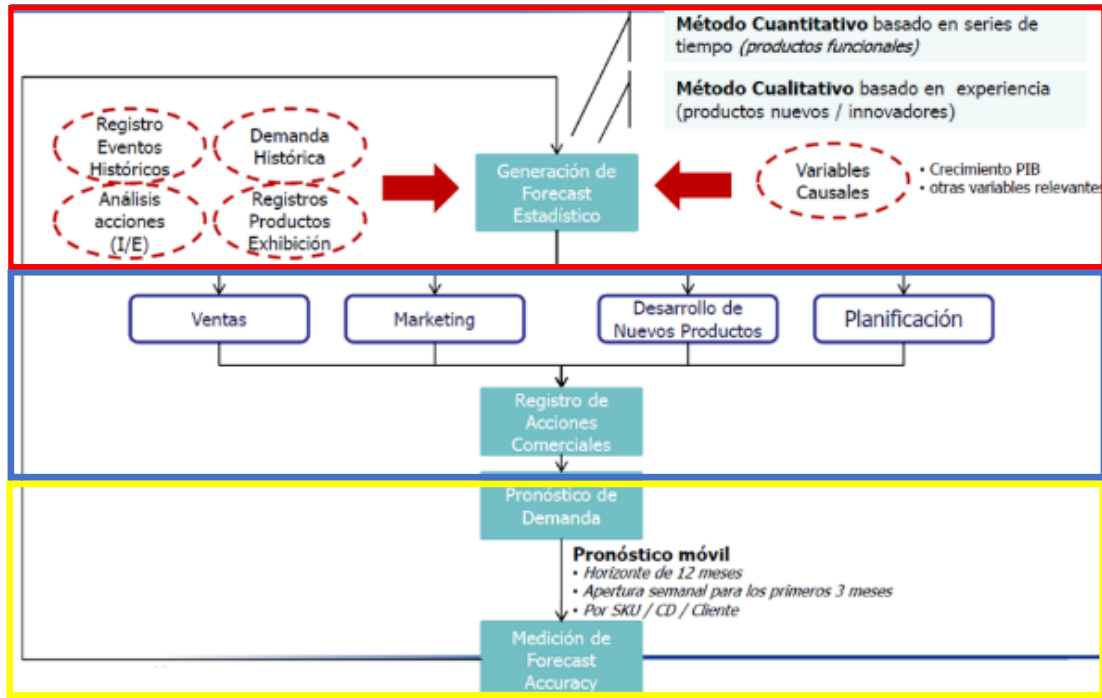 Método Cuantitativo basado en series de
tiempo (productos funcionales)
Método Cualitativo basado en experiencia
(productos nuevos / innovadores)
Registro
Eventos
Históricos
Demanda
Histórica
Análisis
acciones
(I/E)
Registros
Productos
Exhibición
Generación de
Forecast
Estadístico
Variables
Causales
• Crecimiento PIB
• otras variables relevantes
Ventas
Marketing
Desarrollo de
Nuevos Productos
Planificación
Registro de
Acciones
Comerciales
Pronóstico de
Demanda
Pronóstico móvil
• Horizonte de 12 meses
• Apertura semanal para los primeros 3 meses
• Por SKU / CD / Cliente
Medición de
Forecast
Accuracy